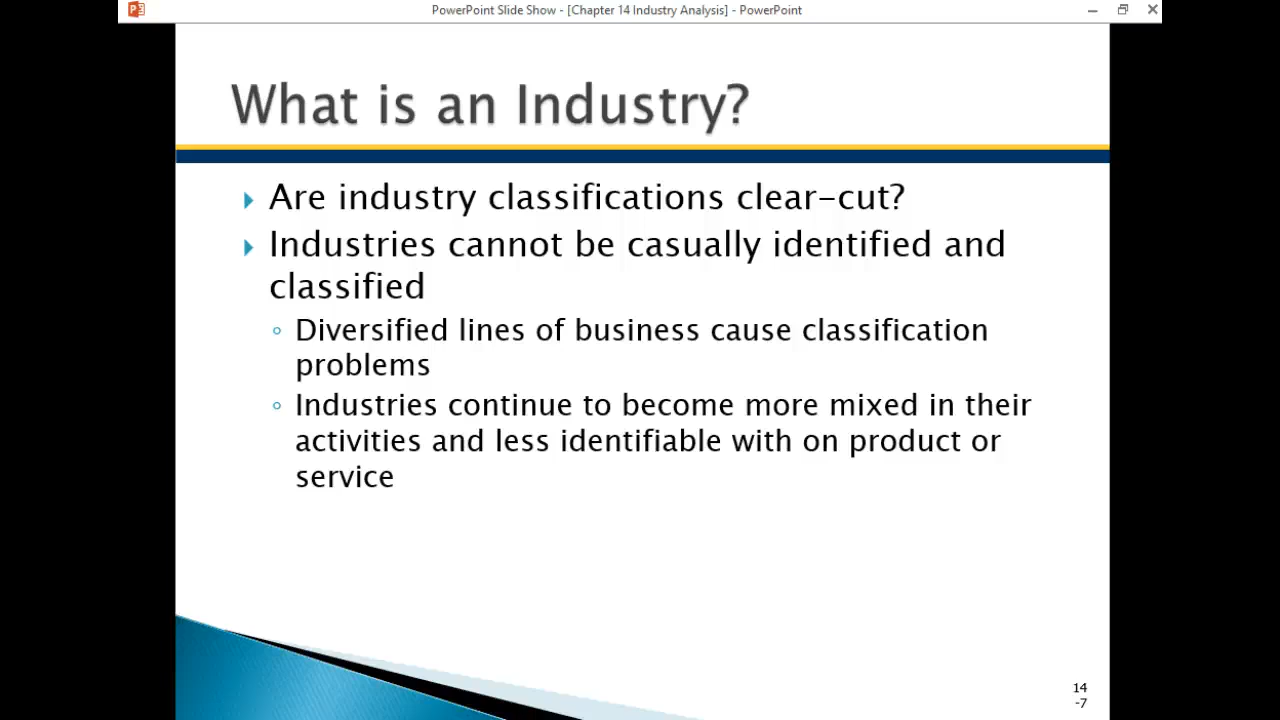 PowerPoint Slide Show - [Chapter 14 Industry Analysis] - PowerPoint
What is an Industry?
Are industry classifications clear-cut?
Industries cannot be casually identified and
classified
Diversified lines of business cause classification
problems
Industries continue to become more mixed in their
activities and less identifiable with on product or
service
14
-7